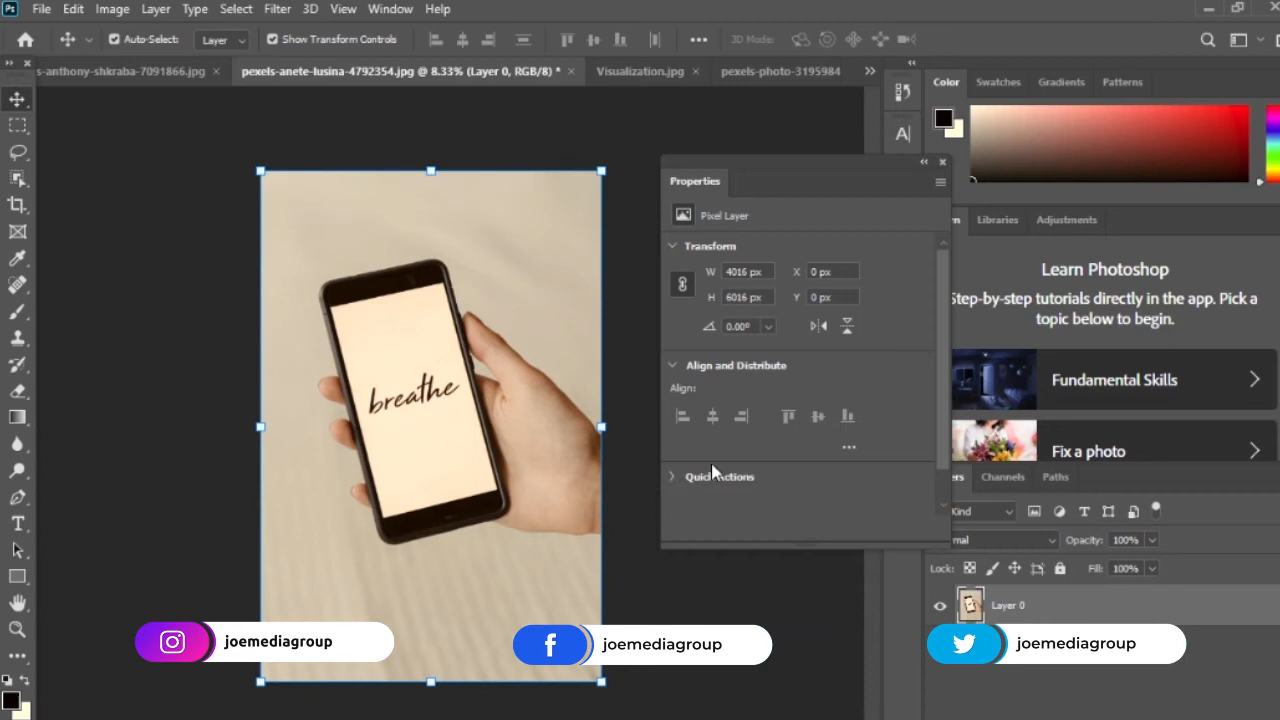 Ps File Edit Image Layer Type Select Filter 3D View Window Help
Auto-Select: Layer Show Transform Controls 3D Mode:
s-anthony-shkraba-7091866.jpg × pexels-anete-lusina-4792354.jpg @ 8.33% (Layer 0, RGB/8) * × Visualization.jpg × pexels-photo-3195984
Color Swatches Gradients Patterns
A
Properties
Pixel Layer
Transform
W 4016 px X 0 px
H 6016 px Y 0 px
0.00º
Align and Distribute
Align:
Quick Actions
breathe
Libraries Adjustments
Learn Photoshop
Step-by-step tutorials directly in the app. Pick a
topic below to begin.
Fundamental Skills
Fix a photo
ers Channels Paths
Kind
mal Opacity: 100%
Lock: Fill: 100%
Layer 0
T
joemediagroup
joemediagroup
joemediagroup